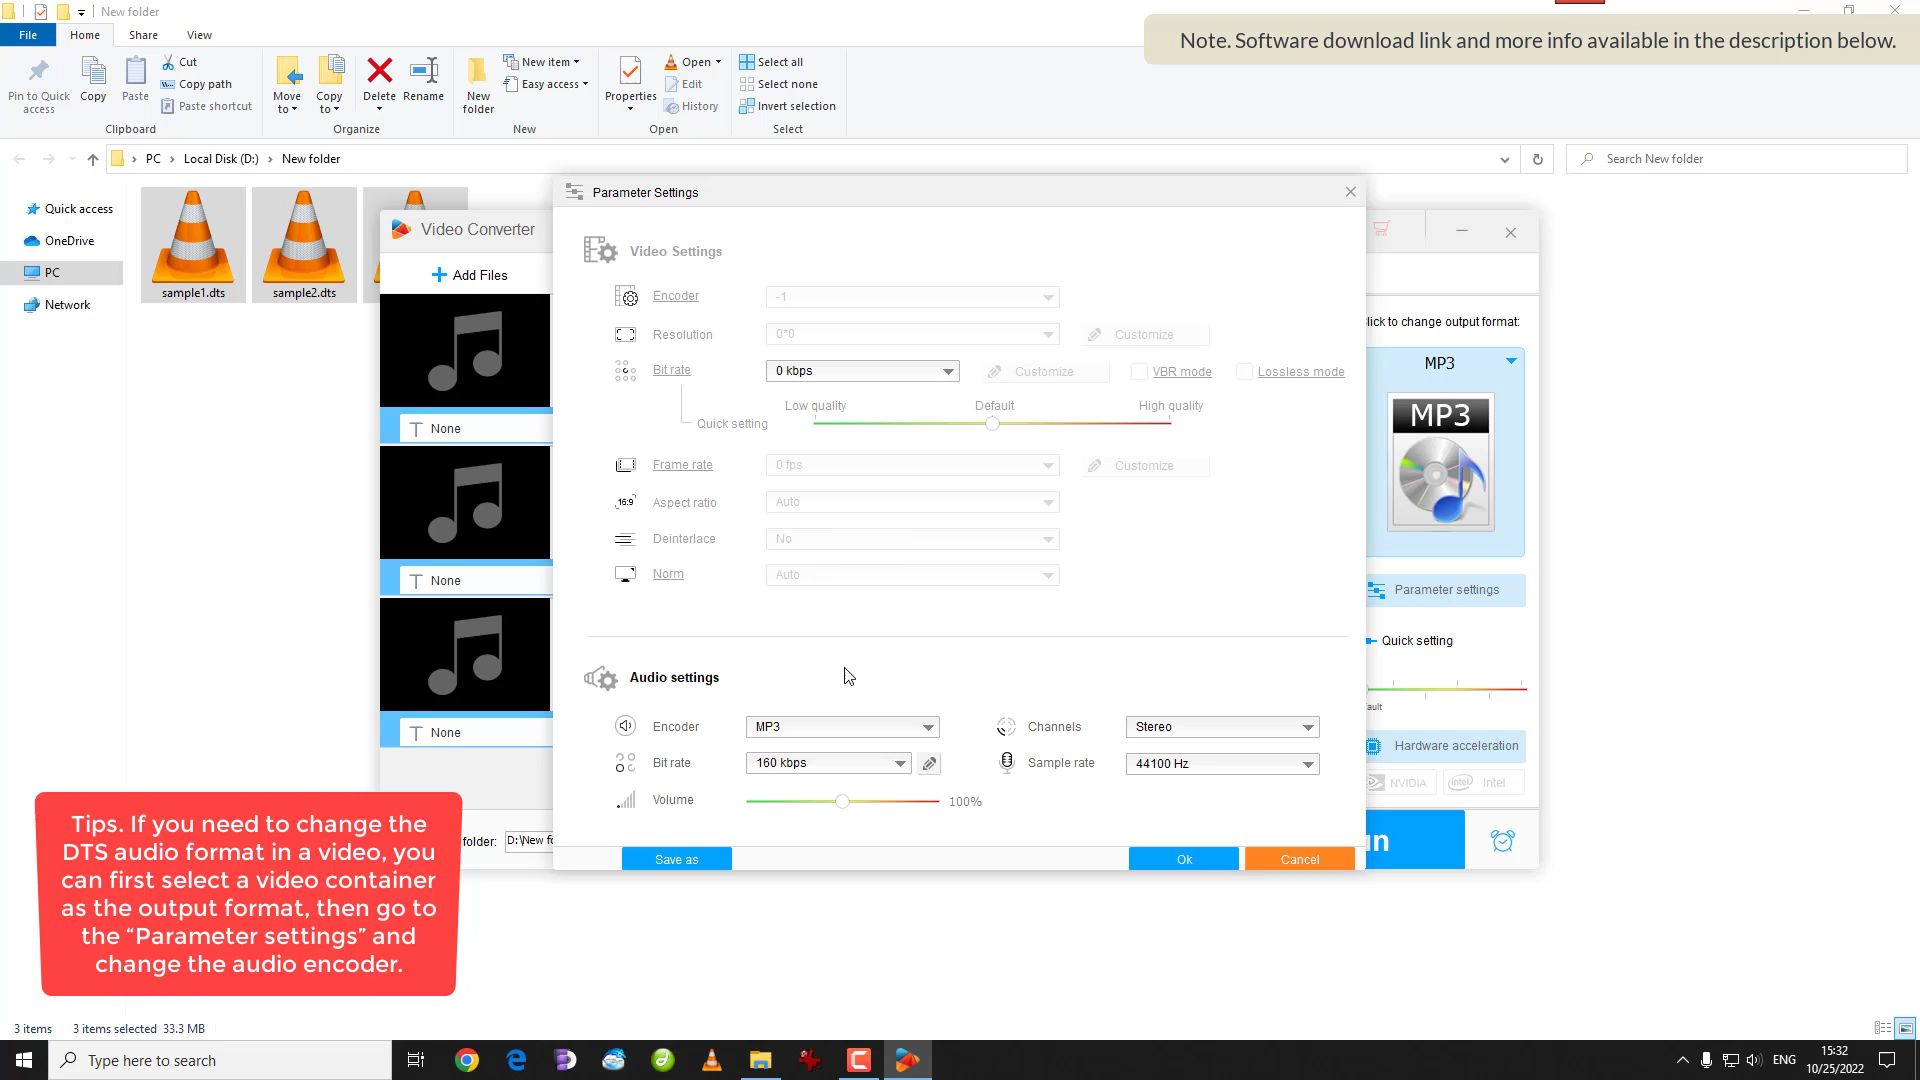 New folder
Note. Software download link and more info available in the description below.
File
Home
Share
View
Pin to Quick access
Copy
Paste
Cut
Copy path
Paste shortcut
Clipboard
Move to
Copy to
Delete
Rename
Organize
New folder
New item
Easy access
New
Properties
Open
Edit
History
Open
Select all
Select none
Invert selection
Select
PC
Local Disk (D:)
New folder
Search New folder
Quick access
OneDrive
PC
Network
sample1.dts
sample2.dts
Video Converter
Add Files
None
None
None
Parameter Settings
Video Settings
Encoder
-1
Resolution
0*0
Customize
Bit rate
0 kbps
Customize
VBR mode
Lossless mode
Low quality
Default
High quality
Quick setting
Frame rate
0 fps
Customize
16:9
Aspect ratio
Auto
Deinterlace
No
Norm
Auto
Audio settings
Encoder
MP3
Channels
Stereo
Bit rate
160 kbps
Sample rate
44100 Hz
Volume
100%
Save as
Ok
Cancel
lick to change output format:
MP3
MP3
Parameter settings
Quick setting
ault
Hardware acceleration
NVIDIA
intel
Intel
un
folder:
D:\New fo
Tips. If you need to change the
DTS audio format in a video, you
can first select a video container
as the output format, then go to
the “Parameter settings” and
change the audio encoder.
3 items
3 items selected 33.3 MB
Type here to search
ENG
15:32
10/25/2022